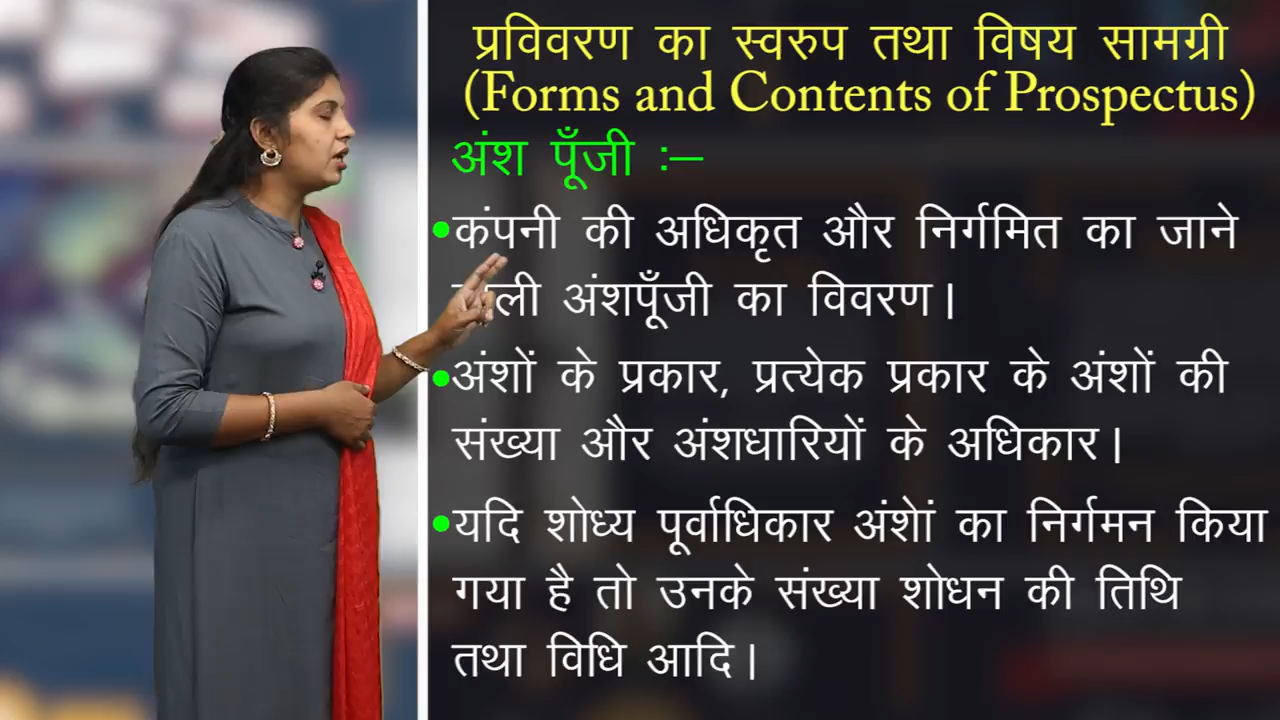 प्रविवरण का स्वरुप तथा विषय सामग्री
(Forms and Contents of Prospectus)
अंश पूँजी :–
•कंपनी की अधिकृत और निर्गमित का जाने
ली अंशपूँजी का विवरण।
•अंशों के प्रकार, प्रत्येक प्रकार के अंशों की
संख्या और अंशधारियों के अधिकार।
•यदि शोध्य पूर्वाधिकार अंशेां का निर्गमन किया
गया है तो उनके संख्या शोधन की तिथि
तथा विधि आदि।